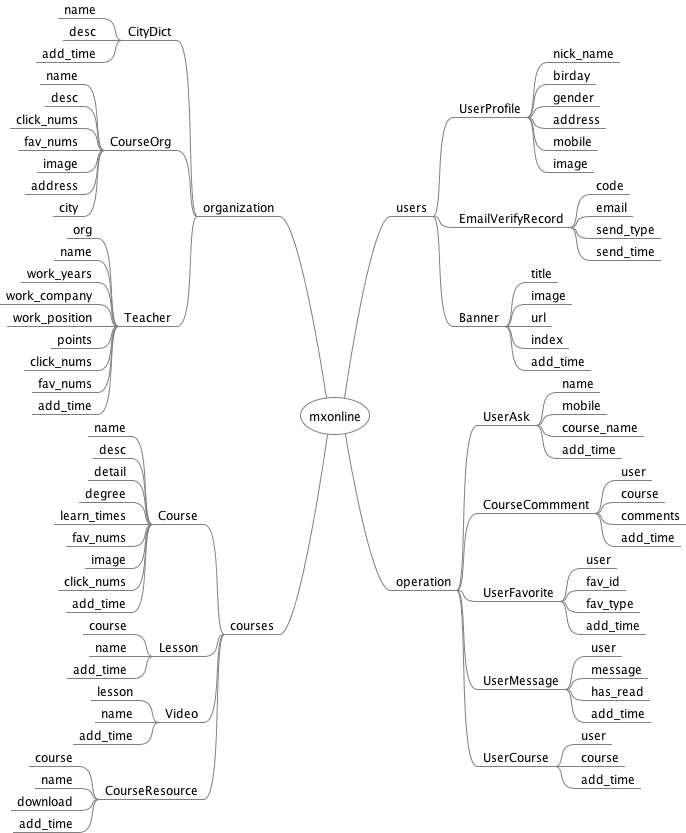 mxonline
organization
CityDict
name
desc
add_time
CourseOrg
name
desc
click_nums
fav_nums
image
address
city
Teacher
org
name
work_years
work_company
work_position
points
click_nums
fav_nums
add_time
courses
Course
name
desc
detail
degree
learn_times
fav_nums
image
click_nums
add_time
Lesson
course
name
add_time
Video
lesson
name
add_time
CourseResource
course
name
download
add_time
users
UserProfile
nick_name
birday
gender
address
mobile
image
EmailVerifyRecord
code
email
send_type
send_time
Banner
title
image
url
index
add_time
operation
UserAsk
name
mobile
course_name
add_time
CourseCommment
user
course
comments
add_time
UserFavorite
user
fav_id
fav_type
add_time
UserMessage
user
message
has_read
add_time
UserCourse
user
course
add_time